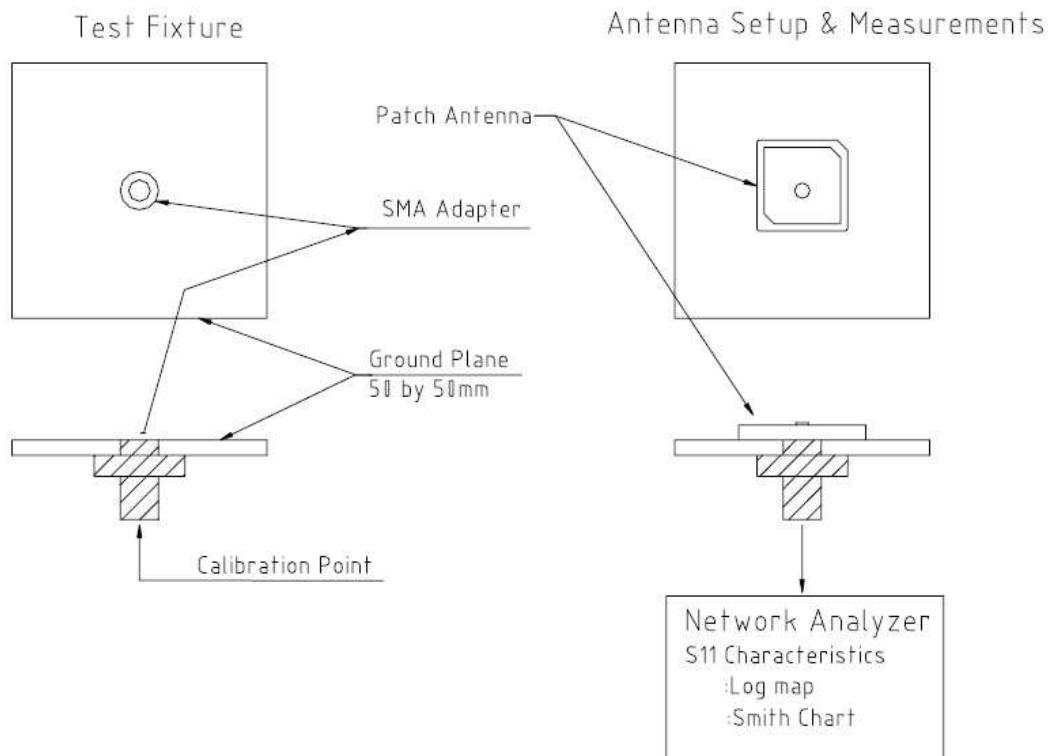 Test Fixture
Antenna Setup & Measurements
Patch Antenna
SMA Adapter
Ground Plane
50 by 50mm
Calibration Point
Network Analyzer
S11 Characteristics
:Log map
:Smith Chart